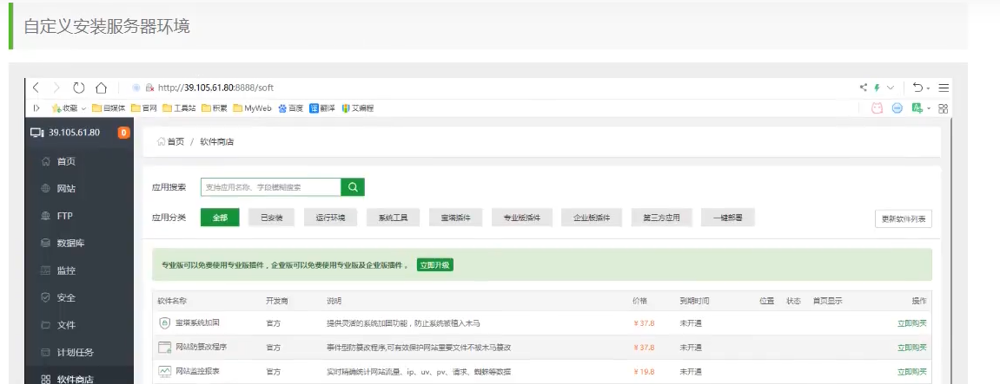 自定义安装服务器环境
http://39.105.61.80:8888/soft
收藏 自媒体 官网 工具站 积累 MyWeb 百度 译 翻译 艾编程
39.105.61.80 0
首页 / 软件商店
首页
应用搜索 支持应用名称、字段模糊搜索
网站
FTP
应用分类 全部 已安装 运行环境 系统工具 宝塔插件 专业版插件 企业版插件 第三方应用 一键部署 更新软件列表
数据库
专业版可以免费使用专业版插件，企业版可以免费使用专业版及企业版插件。 立即升级
监控
安全
软件名称 开发商 说明 价格 到期时间 位置 状态 首页显示 操作
文件
宝塔系统加固 官方 提供灵活的系统加固功能，防止系统被植入木马 ¥37.8 未开通 立即购买
计划任务
网站防篡改程序 官方 事件型防篡改程序,可有效保护网站重要文件不被木马篡改 ¥37.8 未开通 立即购买
软件商店
网站监控报表 官方 实时精确统计网站流量、ip、uv、pv、请求、蜘蛛等数据 ¥19.8 未开通 立即购买